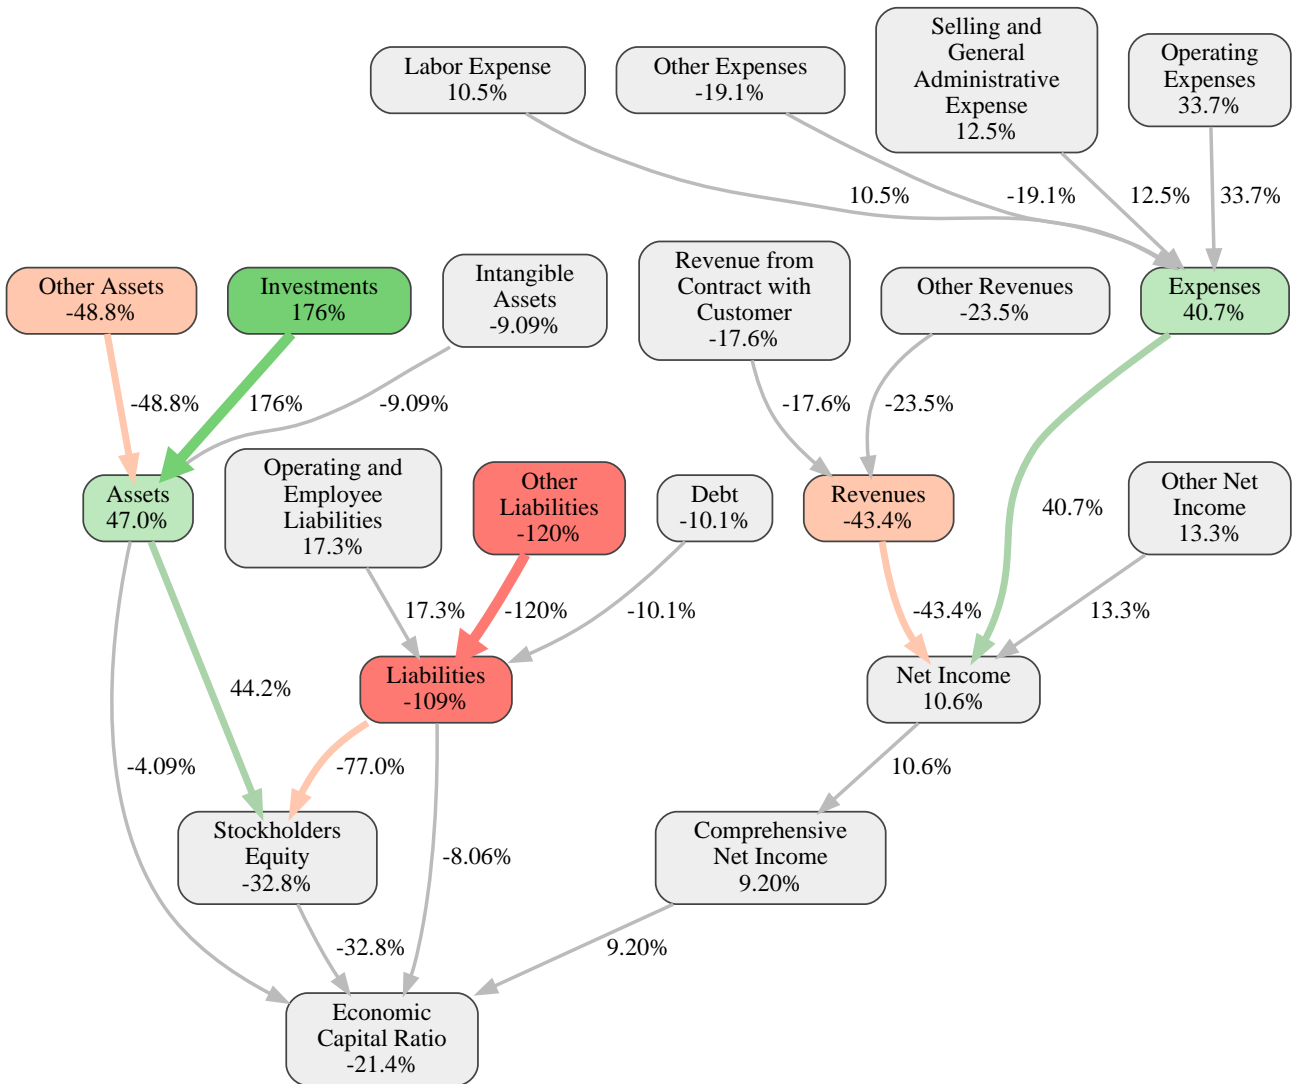 Labor Expense
10.5%
Other Expenses
-19.1%
Selling and
General
Administrative
Expense
12.5%
Operating
Expenses
33.7%
10.5%
-19.1%
12.5%
33.7%
Other Assets
-48.8%
Investments
176%
Intangible
Assets
-9.09%
Revenue from
Contract with
Customer
-17.6%
Other Revenues
-23.5%
Expenses
40.7%
-48.8%
176%
-9.09%
-17.6%
-23.5%
Assets
47.0%
Operating and
Employee
Liabilities
17.3%
Other
Liabilities
-120%
Debt
-10.1%
Revenues
-43.4%
40.7%
Other Net
Income
13.3%
17.3%
-120%
-10.1%
-43.4%
13.3%
44.2%
Liabilities
-109%
Net Income
10.6%
-4.09%
-77.0%
10.6%
Stockholders
Equity
-32.8%
-8.06%
Comprehensive
Net Income
9.20%
-32.8%
9.20%
Economic
Capital Ratio
-21.4%